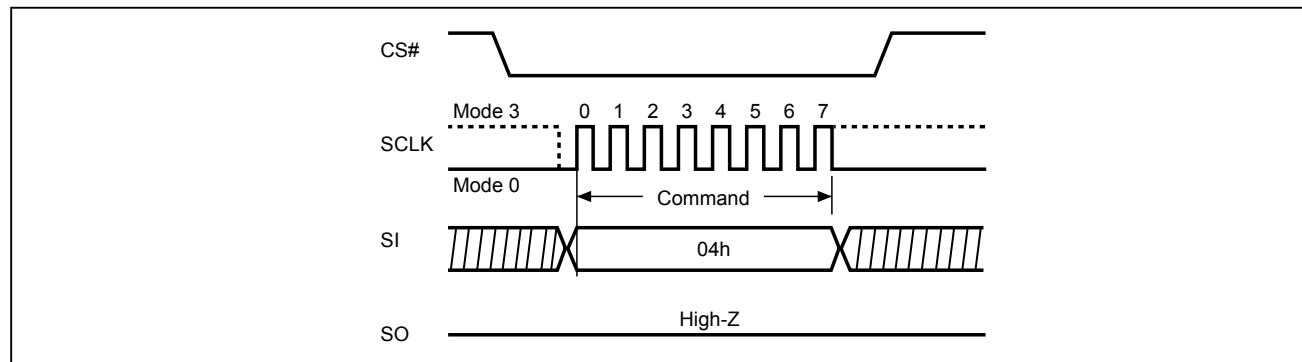 CS#
Mode 3
0 1 2 3 4 5 6 7
SCLK
Mode 0
Command
SI
04h
High-Z
SO